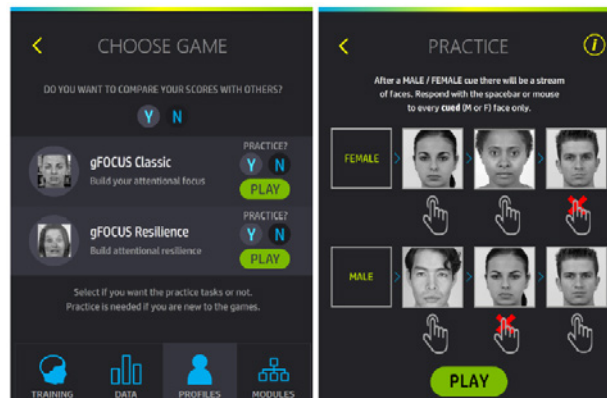 CHOOSE GAME
DO YOU WANT TO COMPARE YOUR SCORES WITH OTHERS?
Y N
gFOCUS Classic
Build your attentional focus
PRACTICE?
Y N
PLAY
gFOCUS Resilience
Build attentional resilience
PRACTICE?
Y N
PLAY
Select if you want the practice tasks or not.
Practice is needed if you are new to the games.
TRAINING DATA PROFILES MODULES
PRACTICE
i
After a MALE / FEMALE cue there will be a stream
of faces. Respond with the spacebar or mouse
to every cued (M or F) face only.
FEMALE
MALE
PLAY